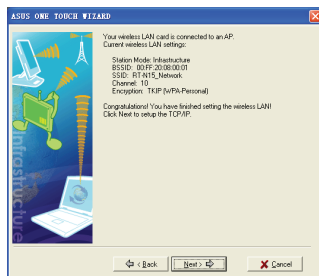 ASUS ONE TOUCH WIZARD
Your wireless LAN card is connected to an AP.
Current wireless LAN settings:
Station Mode: Infrastructure
BSSID: 00:FF:20:08:00:01
SSID: RT-N15_Network
Channel: 10
Encryption: TKIP (WPA-Personal)
Congratulations! You have finished setting the wireless LAN!
Click Next to setup the TCP/IP.
Infrastructure
< Back
Next >
Cancel